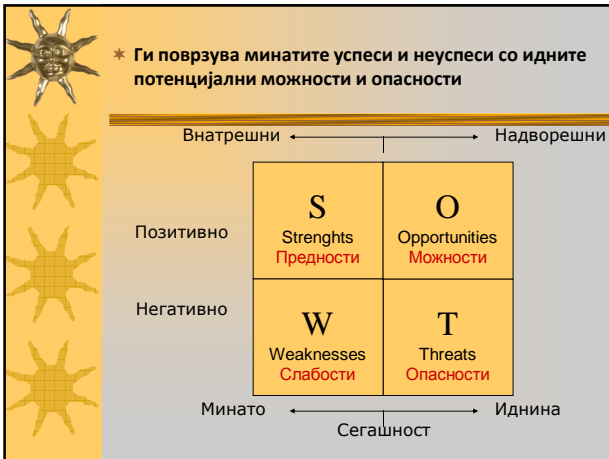 Ги поврзува минатите успеси и неуспеси со идните
потенцијални можности и опасности
Внатрешни
Надворешни
Позитивно
S
Strenghts
Предности
O
Opportunities
Можности
Негативно
W
Weaknesses
Слабости
T
Threats
Опасности
Минато
Иднина
Сегашност